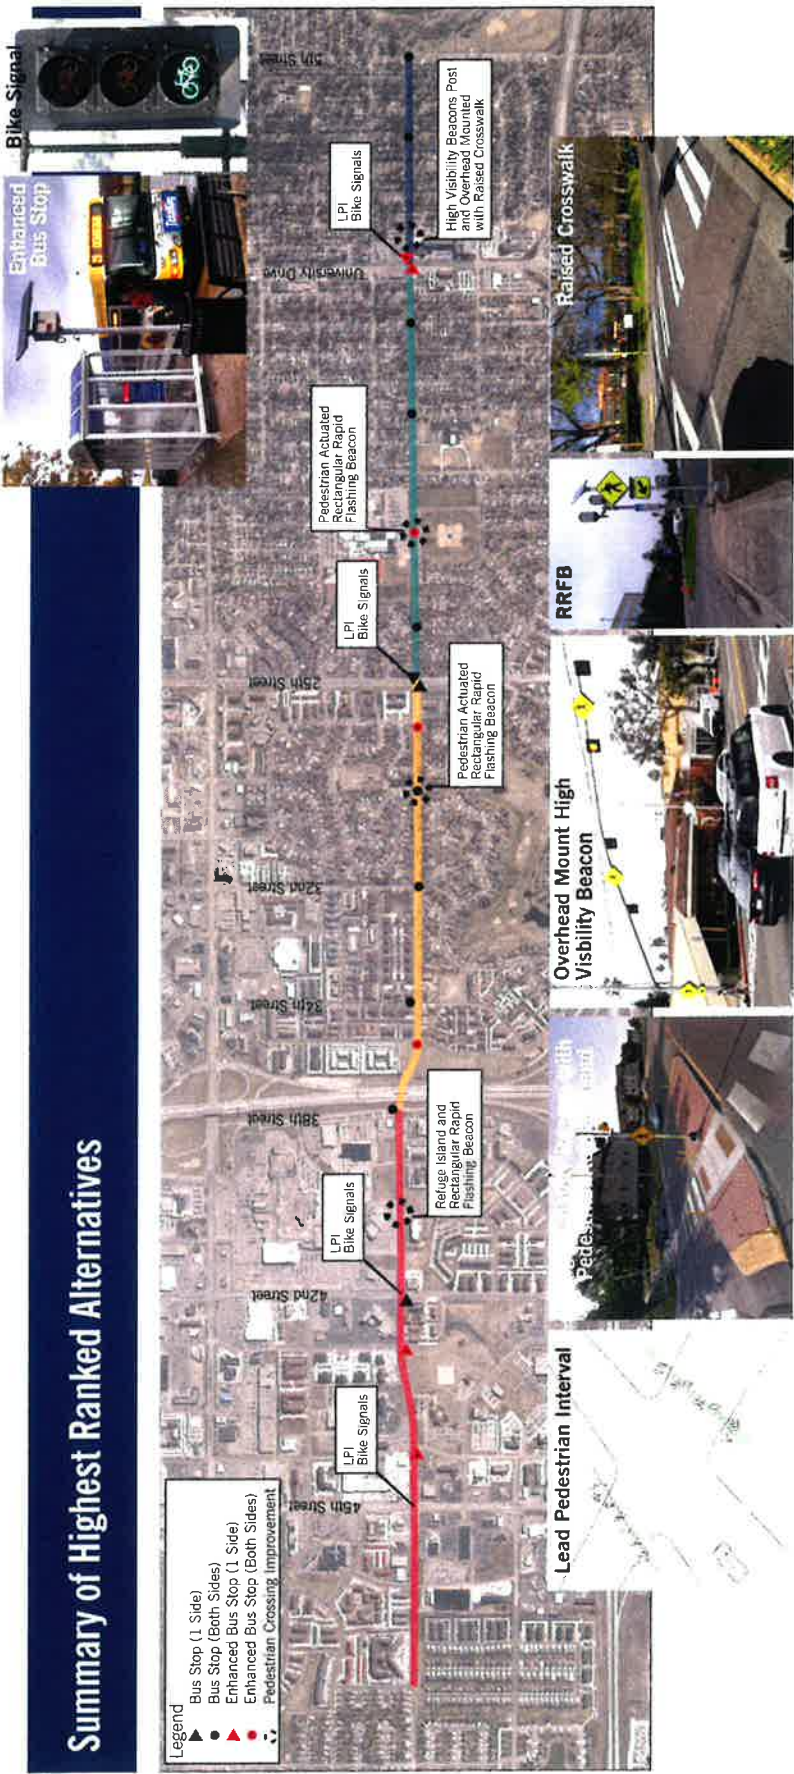 Summary of Highest Ranked Alternatives
Enhanced
Bus Stop
Bike Signal
Legend
Bus Stop (1 Side)
Bus Stop (Both Sides)
Enhanced Bus Stop (1 Side)
Enhanced Bus Stop (Both Sides)
Pedestrian Crossing Improvement
45th Street
LPI
Bike Signals
42nd Street
LPI
Bike Signals
Refuge Island and
Rectangular Rapid
Flashing Beacon
38th Street
34th Street
32nd Street
Pedestrian Actuated
Rectangular Rapid
Flashing Beacon
25th Street
LPI
Bike Signals
Pedestrian Actuated
Rectangular Rapid
Flashing Beacon
University Drive
LPI
Bike Signals
High Visibility Beacons Post
and Overhead Mounted
with Raised Crosswalk
5th Street
Lead Pedestrian Interval
with
Overhead Mount High
Visbility Beacon
RRFB
Raised Crosswalk